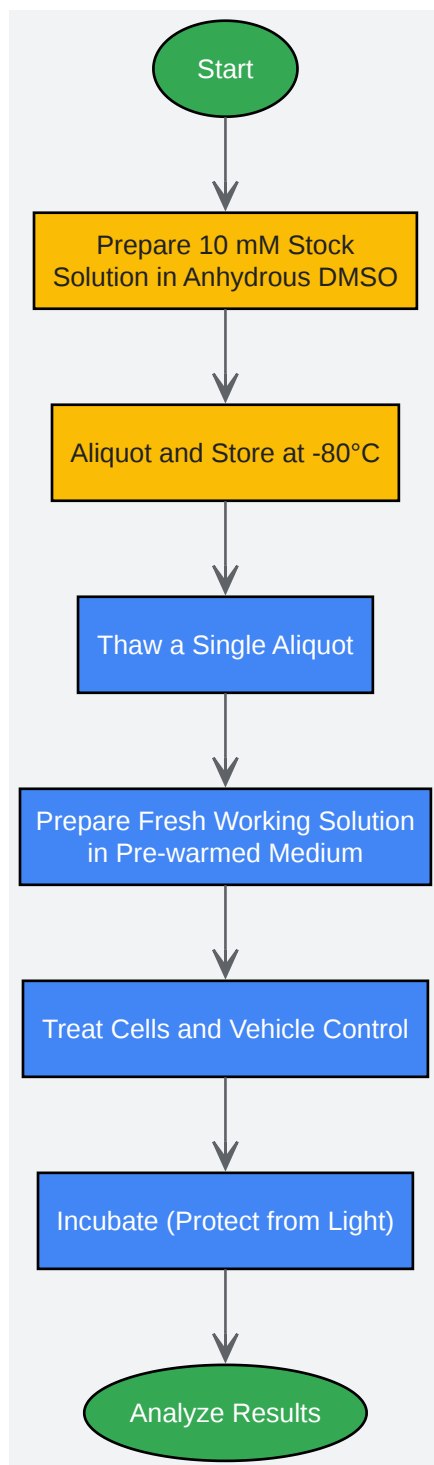 Start
Prepare 10 mM Stock
Solution in Anhydrous DMSO
Aliquot and Store at -80°C
Thaw a Single Aliquot
Prepare Fresh Working Solution
in Pre-warmed Medium
Treat Cells and Vehicle Control
Incubate (Protect from Light)
Analyze Results